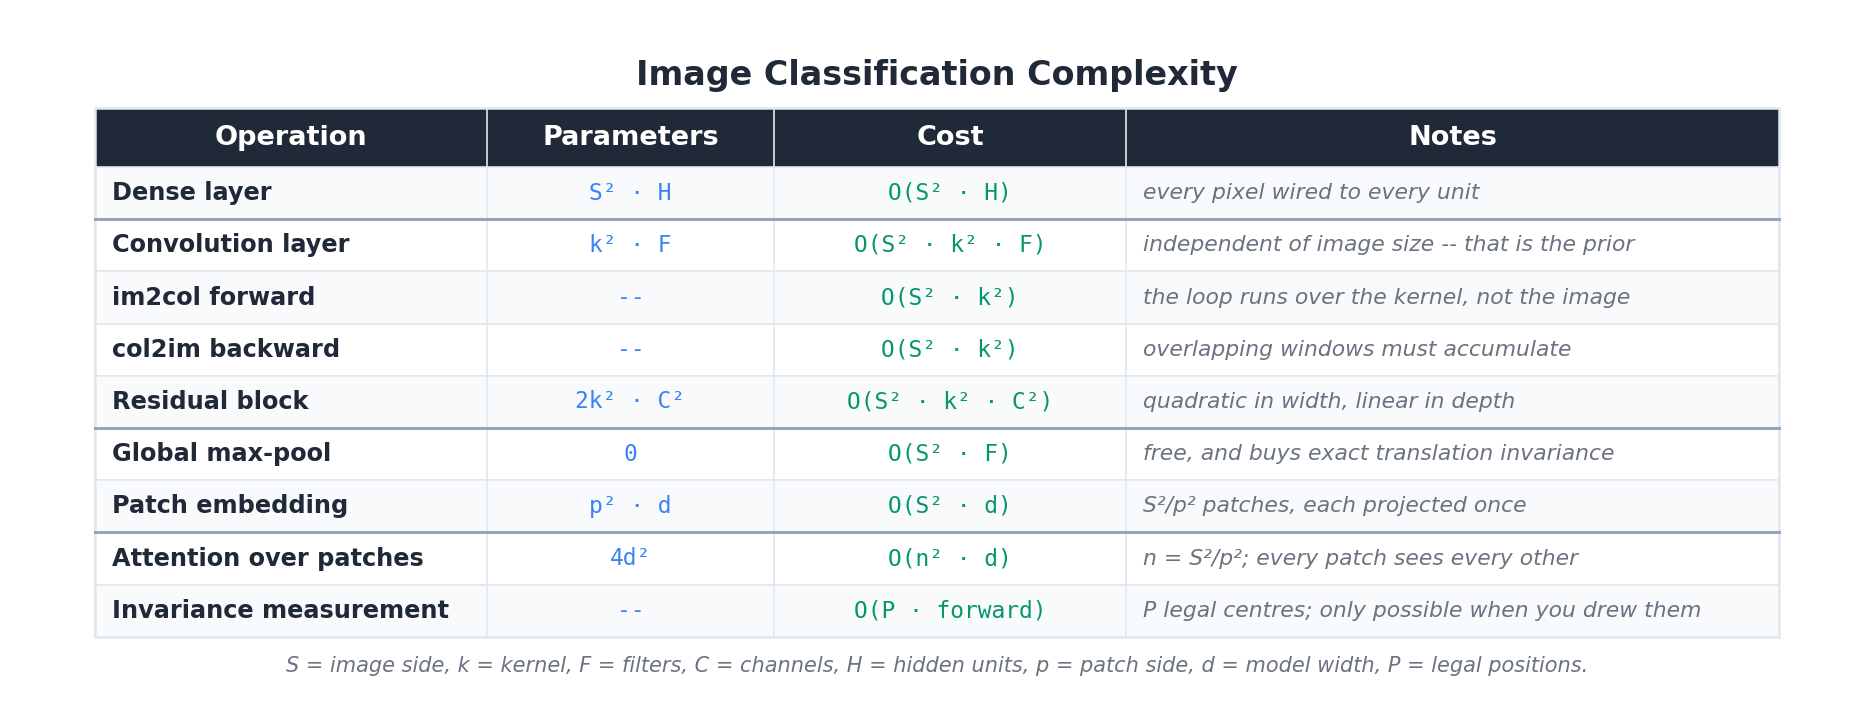 Image Classification Complexity
Operation Parameters Cost Notes
Dense layer S² · H O(S² · H) every pixel wired to every unit
Convolution layer k² · F O(S² · k² · F) independent of image size -- that is the prior
im2col forward -- O(S² · k²) the loop runs over the kernel, not the image
col2im backward -- O(S² · k²) overlapping windows must accumulate
Residual block 2k² · C² O(S² · k² · C²) quadratic in width, linear in depth
Global max-pool 0 O(S² · F) free, and buys exact translation invariance
Patch embedding p² · d O(S² · d) S²/p² patches, each projected once
Attention over patches 4d² O(n² · d) n = S²/p²; every patch sees every other
Invariance measurement -- O(P · forward) P legal centres; only possible when you drew them
S = image side, k = kernel, F = filters, C = channels, H = hidden units, p = patch side, d = model width, P = legal positions.